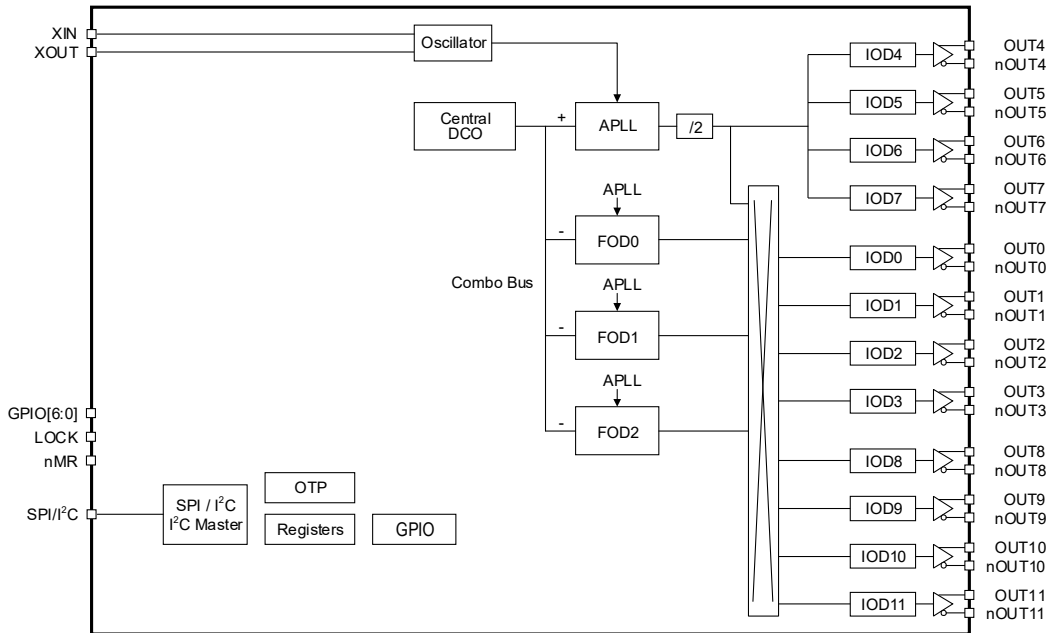 XIN
XOUT
Oscillator
Central
DCO
+
APLL
/2
APLL
-
FOD0
Combo Bus
APLL
-
FOD1
APLL
-
FOD2
GPIO[6:0]
LOCK
nMR
SPI/I²C
SPI / I²C
I²C Master
OTP
Registers
GPIO
IOD4
OUT4
nOUT4
IOD5
OUT5
nOUT5
IOD6
OUT6
nOUT6
IOD7
OUT7
nOUT7
IOD0
OUT0
nOUT0
IOD1
OUT1
nOUT1
IOD2
OUT2
nOUT2
IOD3
OUT3
nOUT3
IOD8
OUT8
nOUT8
IOD9
OUT9
nOUT9
IOD10
OUT10
nOUT10
IOD11
OUT11
nOUT11